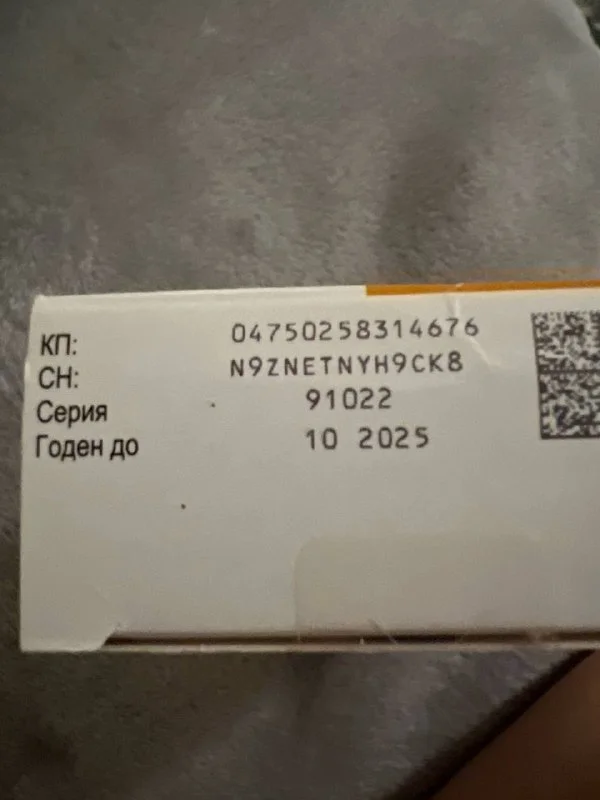 КП: 04750258314676
СН: N9ZNETNYH9CK8
Серия 91022
Годен до 10 2025